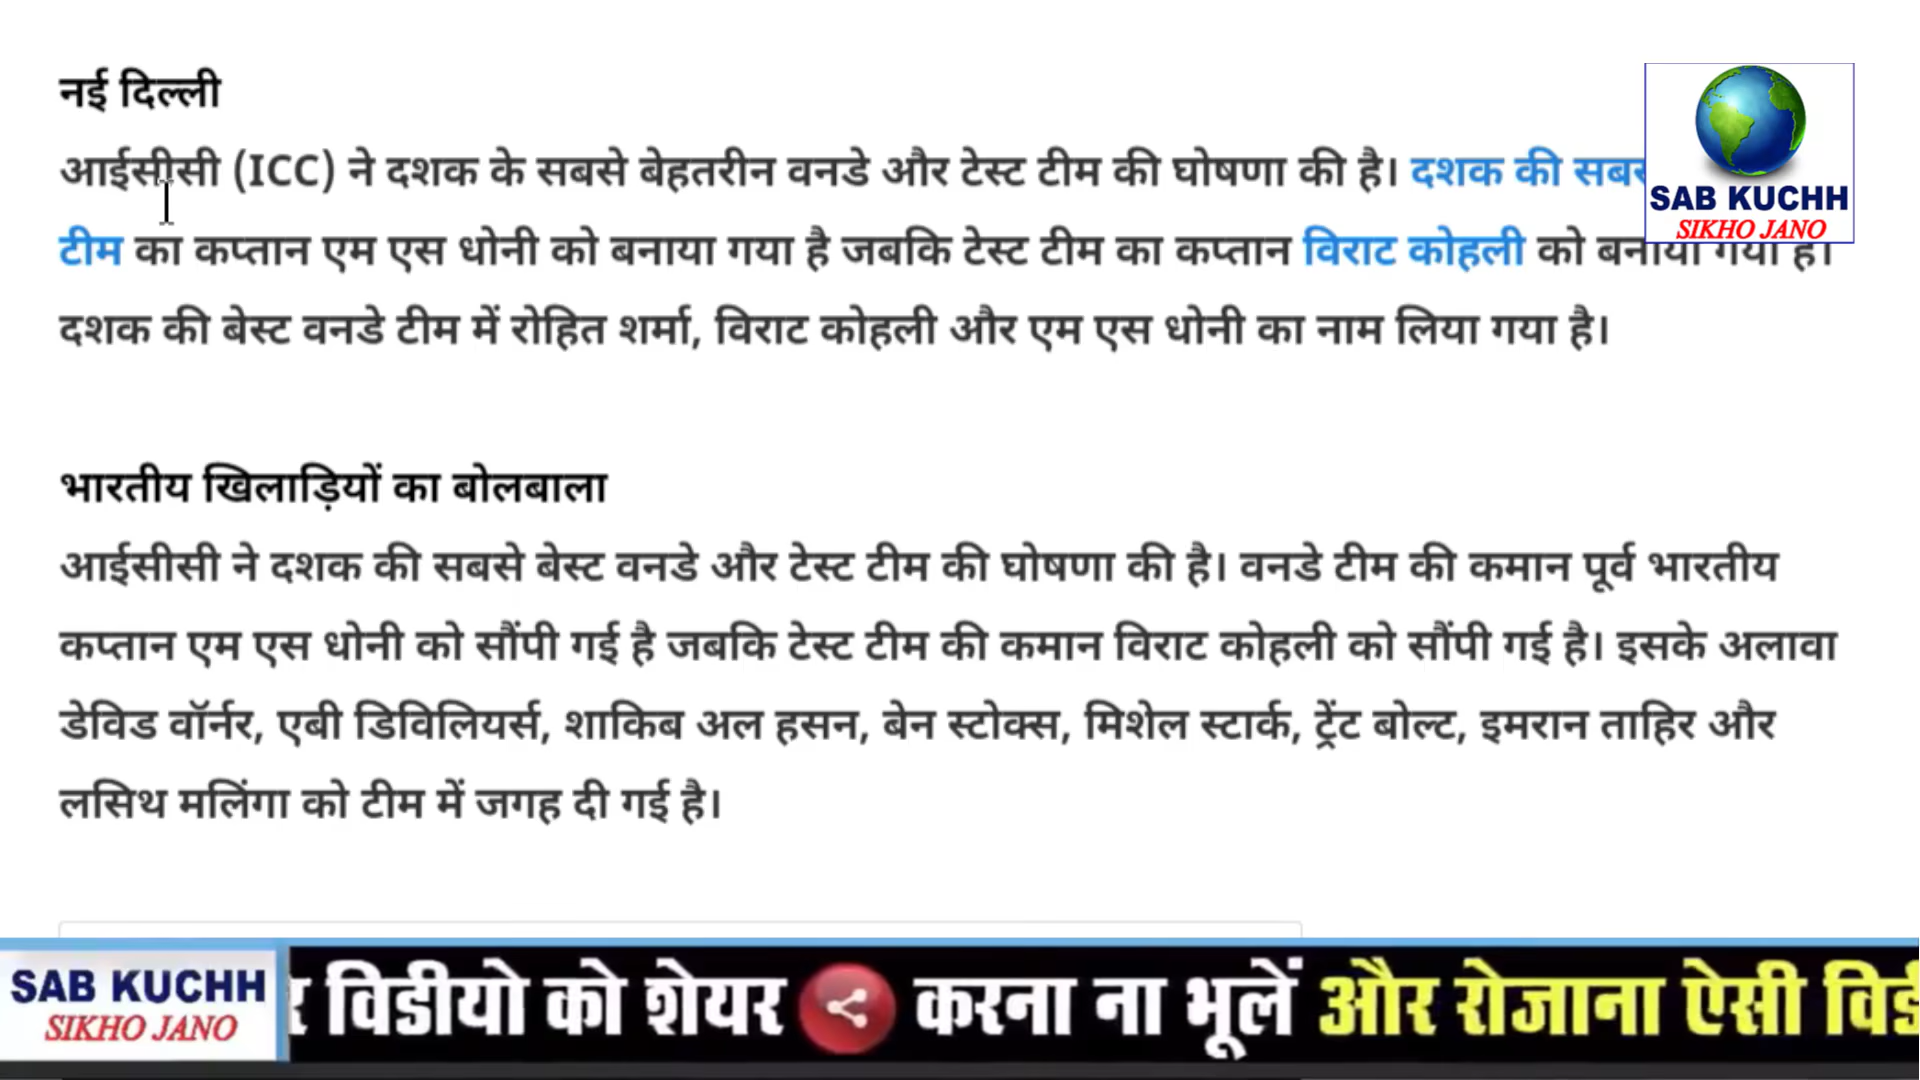 नई दिल्ली
आईसीसी (ICC) ने दशक के सबसे बेहतरीन वनडे और टेस्ट टीम की घोषणा की है। दशक की
टीम का कप्तान एम एस धोनी को बनाया गया है जबकि टेस्ट टीम का कप्तान विराट कोहली को बनाया गया है।
दशक की बेस्ट वनडे टीम में रोहित शर्मा, विराट कोहली और एम एस धोनी का नाम लिया गया है।
SAB KUCHH
SIKHO JANO
भारतीय खिलाड़ियों का बोलबाला
आईसीसी ने दशक की सबसे बेस्ट वनडे और टेस्ट टीम की घोषणा की है। वनडे टीम की कमान पूर्व भारतीय
कप्तान एम एस धोनी को सौंपी गई है जबकि टेस्ट टीम की कमान विराट कोहली को सौंपी गई है। इसके अलावा
डेविड वॉर्नर, एबी डिविलियर्स, शाकिब अल हसन, बेन स्टोक्स, मिशेल स्टार्क, ट्रेंट बोल्ट, इमरान ताहिर और
लसिथ मलिंगा को टीम में जगह दी गई है।
SAB KUCHH
SIKHO JANO
विडीयो को शेयर करना ना भूलें और रोजाना ऐसी